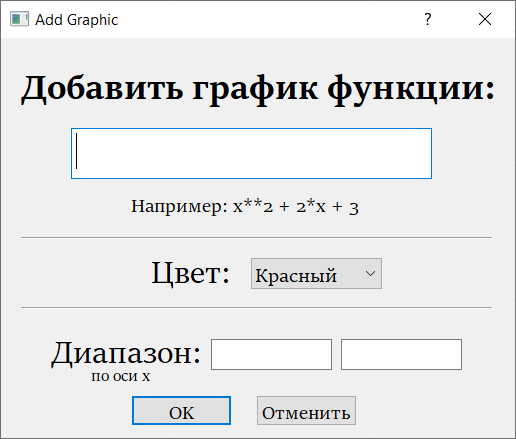 Add Graphic
Добавить график функции:
Например: x**2 + 2*x + 3
Цвет: Красный
Диапазон:
по оси x
OK Отменить